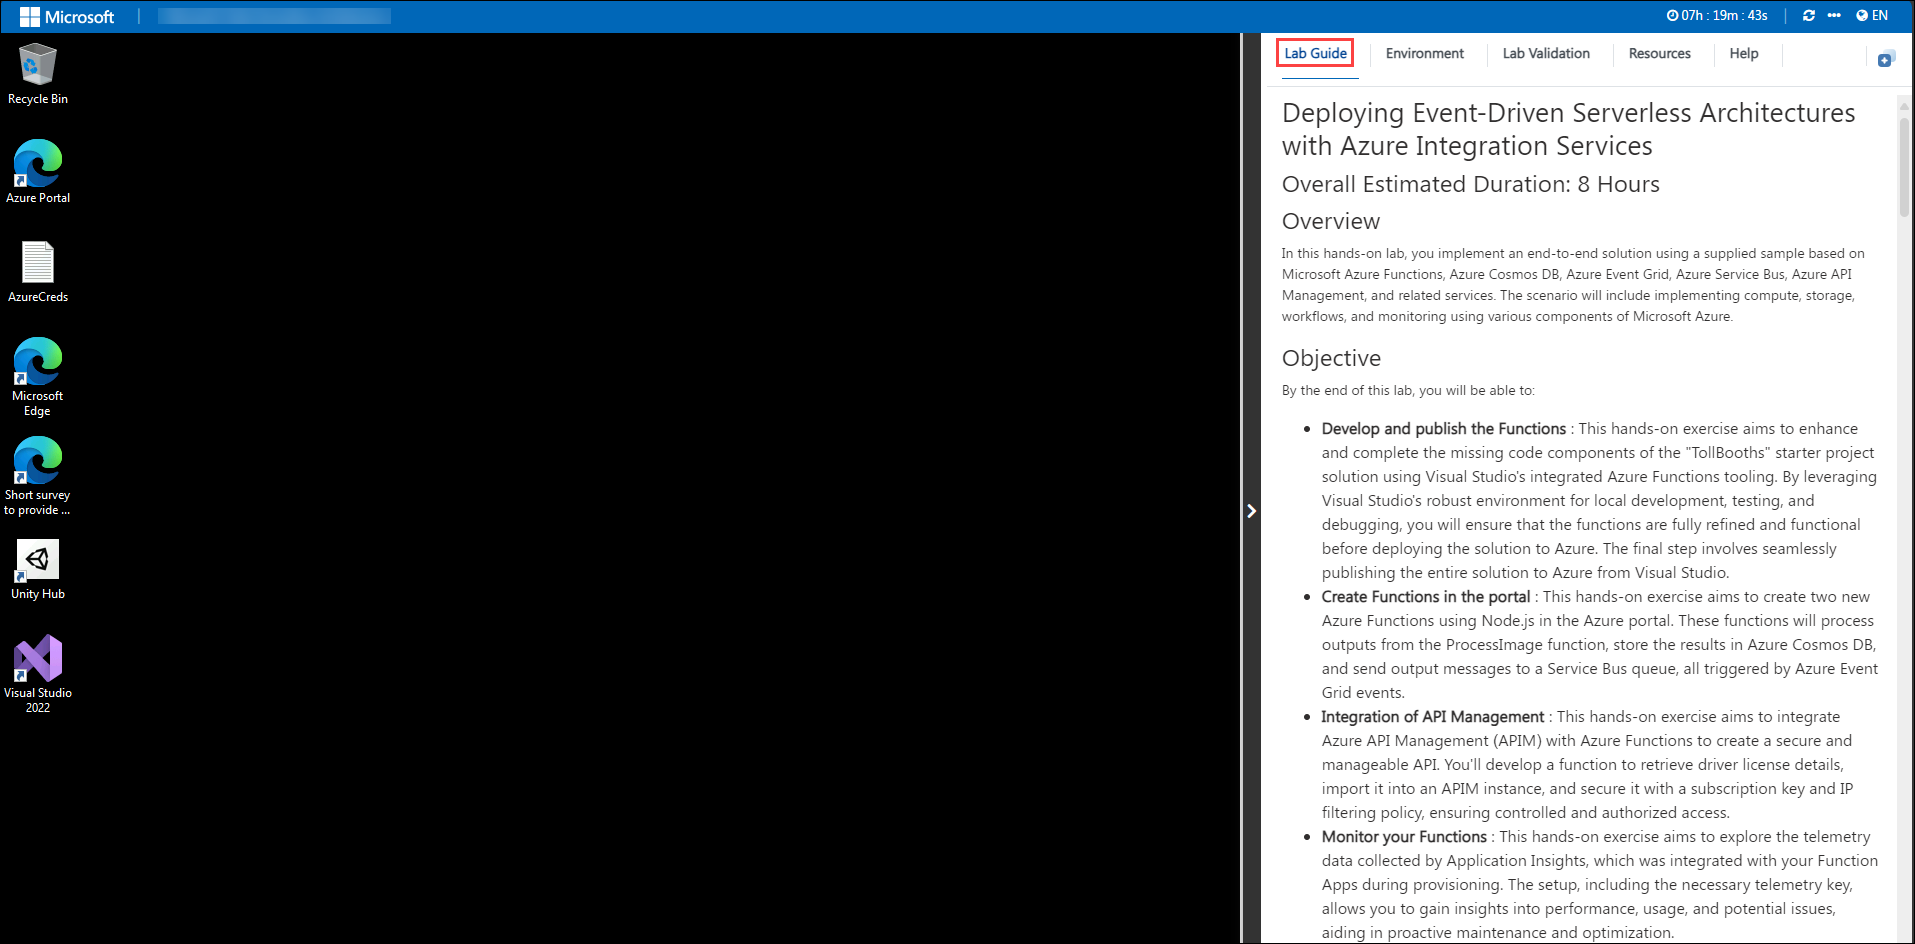 Microsoft
07h : 19m : 43s
EN
Recycle Bin
Azure Portal
AzureCreds
Microsoft
Edge
Short survey
to provide ...
Unity Hub
Visual Studio
2022
Lab Guide
Environment
Lab Validation
Resources
Help
Deploying Event-Driven Serverless Architectures
with Azure Integration Services
Overall Estimated Duration: 8 Hours
Overview
In this hands-on lab, you implement an end-to-end solution using a supplied sample based on
Microsoft Azure Functions, Azure Cosmos DB, Azure Event Grid, Azure Service Bus, Azure API
Management, and related services. The scenario will include implementing compute, storage,
workflows, and monitoring using various components of Microsoft Azure.
Objective
By the end of this lab, you will be able to:
• Develop and publish the Functions : This hands-on exercise aims to enhance
and complete the missing code components of the "TollBooths" starter project
solution using Visual Studio's integrated Azure Functions tooling. By leveraging
Visual Studio's robust environment for local development, testing, and
debugging, you will ensure that the functions are fully refined and functional
before deploying the solution to Azure. The final step involves seamlessly
publishing the entire solution to Azure from Visual Studio.
• Create Functions in the portal : This hands-on exercise aims to create two new
Azure Functions using Node.js in the Azure portal. These functions will process
outputs from the ProcessImage function, store the results in Azure Cosmos DB,
and send output messages to a Service Bus queue, all triggered by Azure Event
Grid events.
• Integration of API Management : This hands-on exercise aims to integrate
Azure API Management (APIM) with Azure Functions to create a secure and
manageable API. You'll develop a function to retrieve driver license details,
import it into an APIM instance, and secure it with a subscription key and IP
filtering policy, ensuring controlled and authorized access.
• Monitor your Functions : This hands-on exercise aims to explore the telemetry
data collected by Application Insights, which was integrated with your Function
Apps during provisioning. The setup, including the necessary telemetry key,
allows you to gain insights into performance, usage, and potential issues,
aiding in proactive maintenance and optimization.